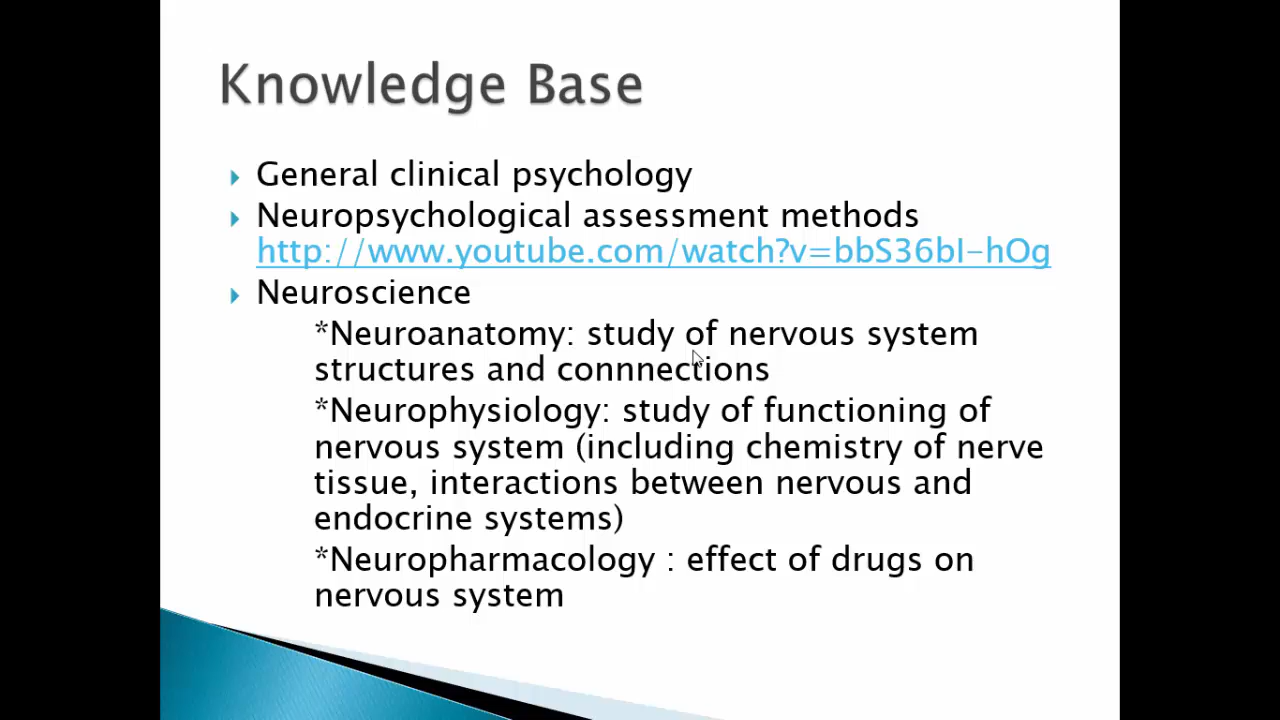 Knowledge Base
General clinical psychology
Neuropsychological assessment methods
http://www.youtube.com/watch?v=bbS36bI-hOg
Neuroscience
*Neuroanatomy: study of nervous system
structures and connnections
*Neurophysiology: study of functioning of
nervous system (including chemistry of nerve
tissue, interactions between nervous and
endocrine systems)
*Neuropharmacology : effect of drugs on
nervous system